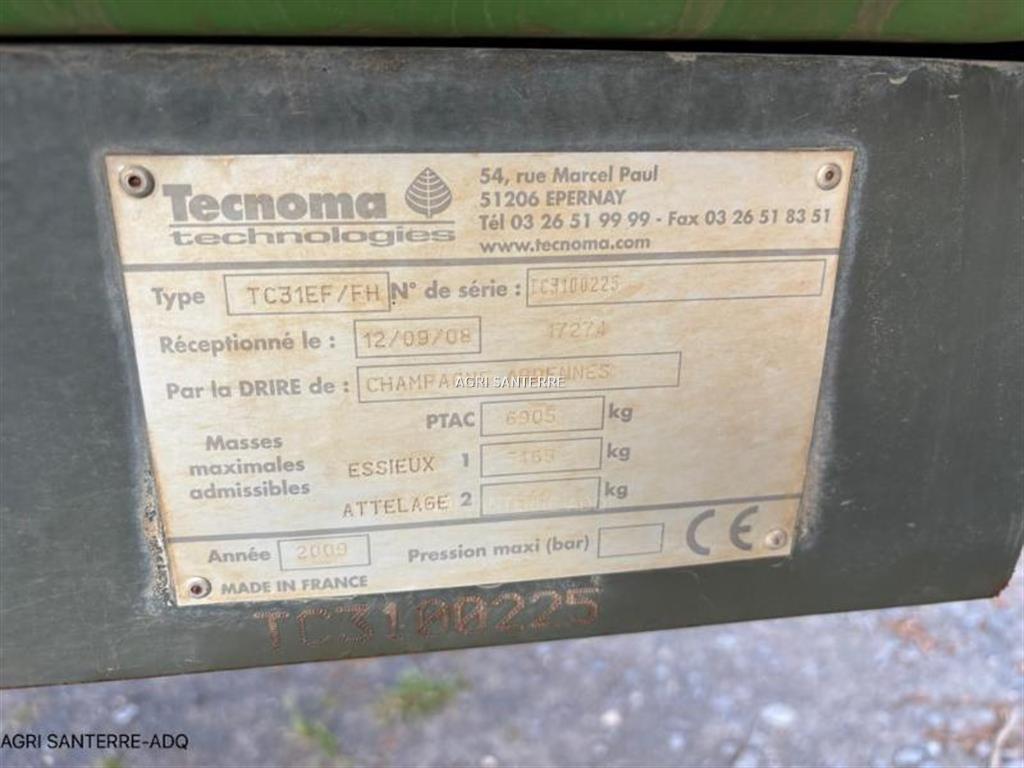 Tecnoma
technologies
54, rue Marcel Paul
51206 EPERNAY
Tél 03 26 51 99 99 - Fax 03 26 51 83 51
www.tecnoma.com
Type TC31EF/FH N° de série : TC3100225
Réceptionné le : 12/09/08 17274
Par la DRIRE de : CHAMPAGNE ARDENNES
AGRI SANTERRE
PTAC 6905 kg
Masses
maximales
admissibles
ESSIEUX 1 kg
ATTELAGE 2 kg
Année 2009 Pression maxi (bar) CE
MADE IN FRANCE
TC3100225
AGRI SANTERRE-ADQ